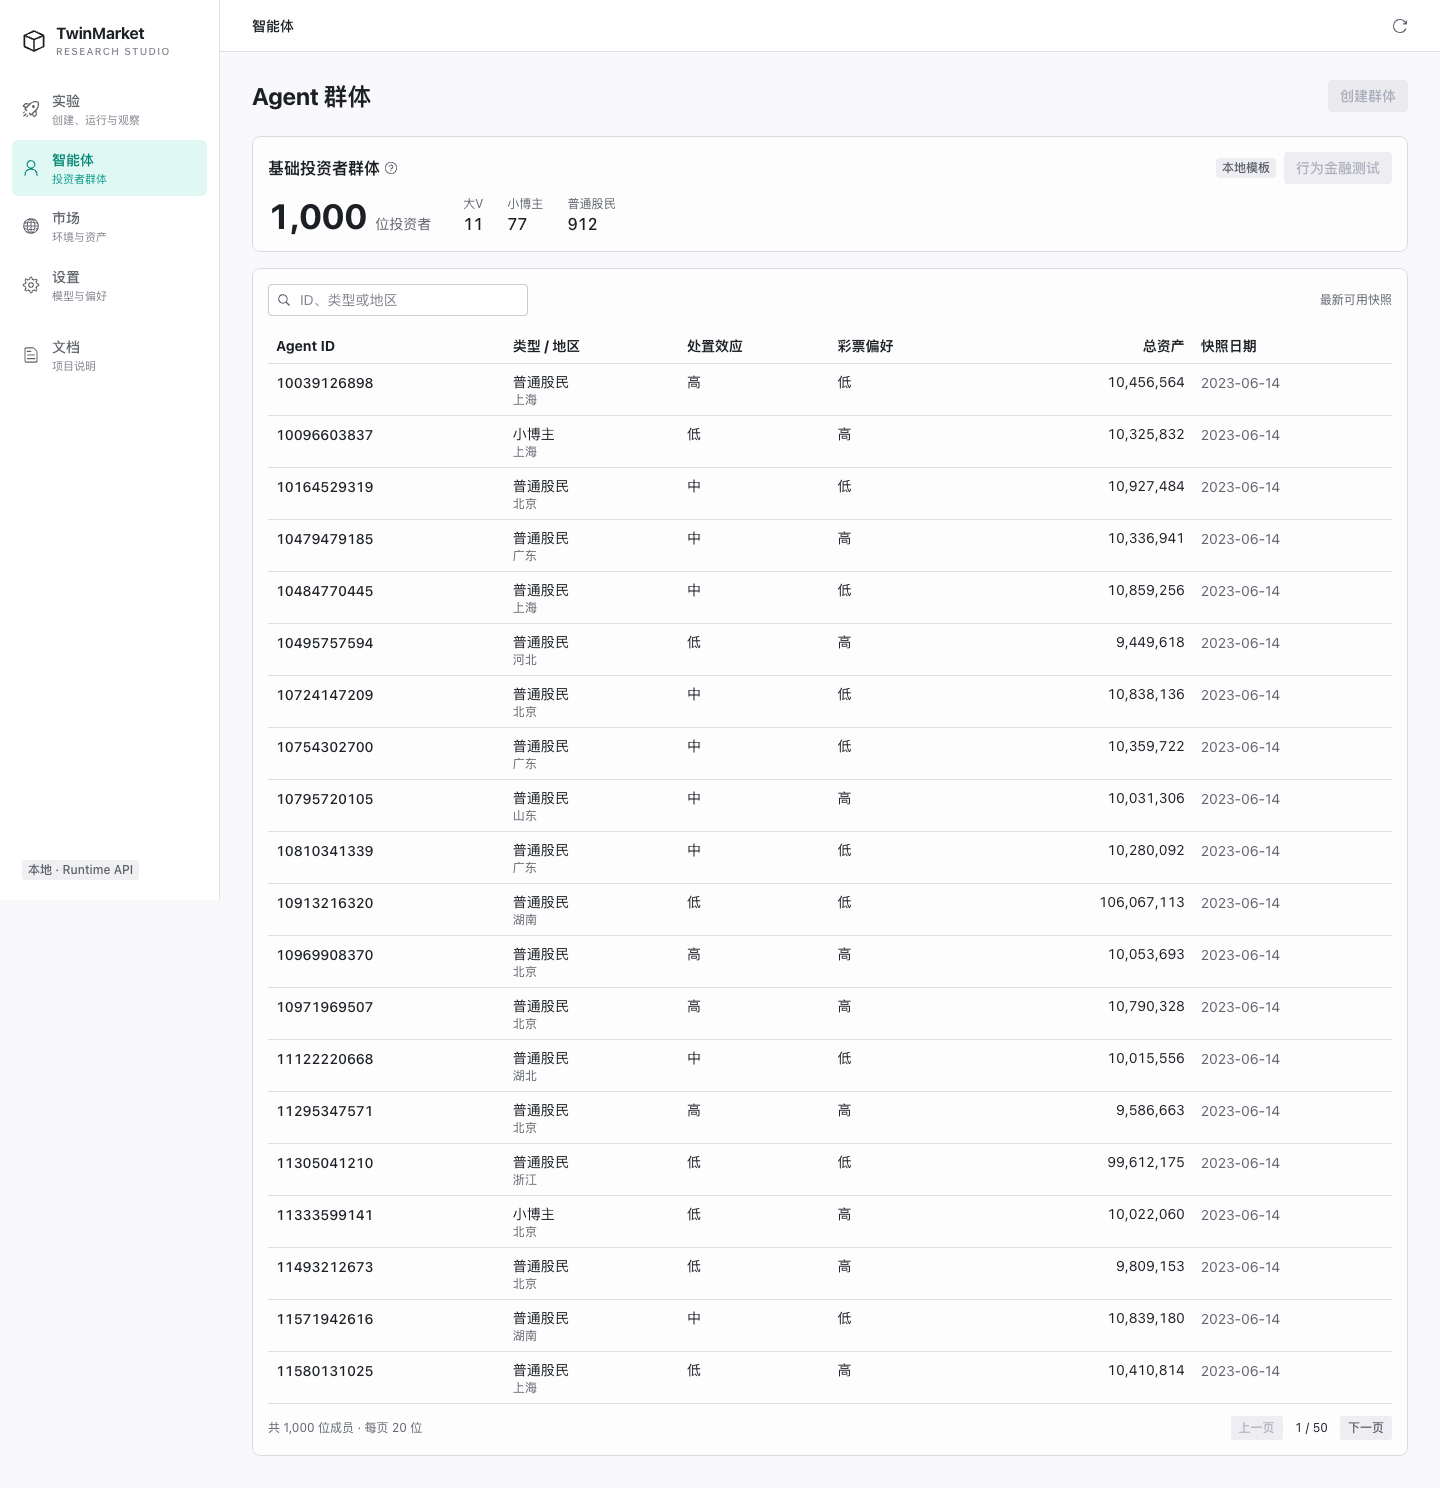 TwinMarket
RESEARCH STUDIO
实验
创建、运行与观察
智能体
投资者群体
市场
环境与资产
设置
模型与偏好
文档
项目说明
本地 · Runtime API
智能体
Agent 群体
创建群体
基础投资者群体
本地模板
行为金融测试
1,000 位投资者
大V
11
小博主
77
普通股民
912
ID、类型或地区
最新可用快照
Agent ID 类型 / 地区 处置效应 彩票偏好 总资产 快照日期
10039126898 普通股民 高 低 10,456,564 2023-06-14
上海
10096603837 小博主 低 高 10,325,832 2023-06-14
上海
10164529319 普通股民 中 低 10,927,484 2023-06-14
北京
10479479185 普通股民 中 高 10,336,941 2023-06-14
广东
10484770445 普通股民 中 低 10,859,256 2023-06-14
上海
10495757594 普通股民 低 高 9,449,618 2023-06-14
河北
10724147209 普通股民 中 低 10,838,136 2023-06-14
北京
10754302700 普通股民 中 低 10,359,722 2023-06-14
广东
10795720105 普通股民 中 高 10,031,306 2023-06-14
山东
10810341339 普通股民 中 低 10,280,092 2023-06-14
广东
10913216320 普通股民 低 低 106,067,113 2023-06-14
湖南
10969908370 普通股民 高 高 10,053,693 2023-06-14
北京
10971969507 普通股民 高 高 10,790,328 2023-06-14
北京
11122220668 普通股民 中 低 10,015,556 2023-06-14
湖北
11295347571 普通股民 高 高 9,586,663 2023-06-14
北京
11305041210 普通股民 低 低 99,612,175 2023-06-14
浙江
11333599141 小博主 低 高 10,022,060 2023-06-14
北京
11493212673 普通股民 低 高 9,809,153 2023-06-14
北京
11571942616 普通股民 中 低 10,839,180 2023-06-14
湖南
11580131025 普通股民 低 高 10,410,814 2023-06-14
上海
共 1,000 位成员 · 每页 20 位
上一页 1 / 50 下一页